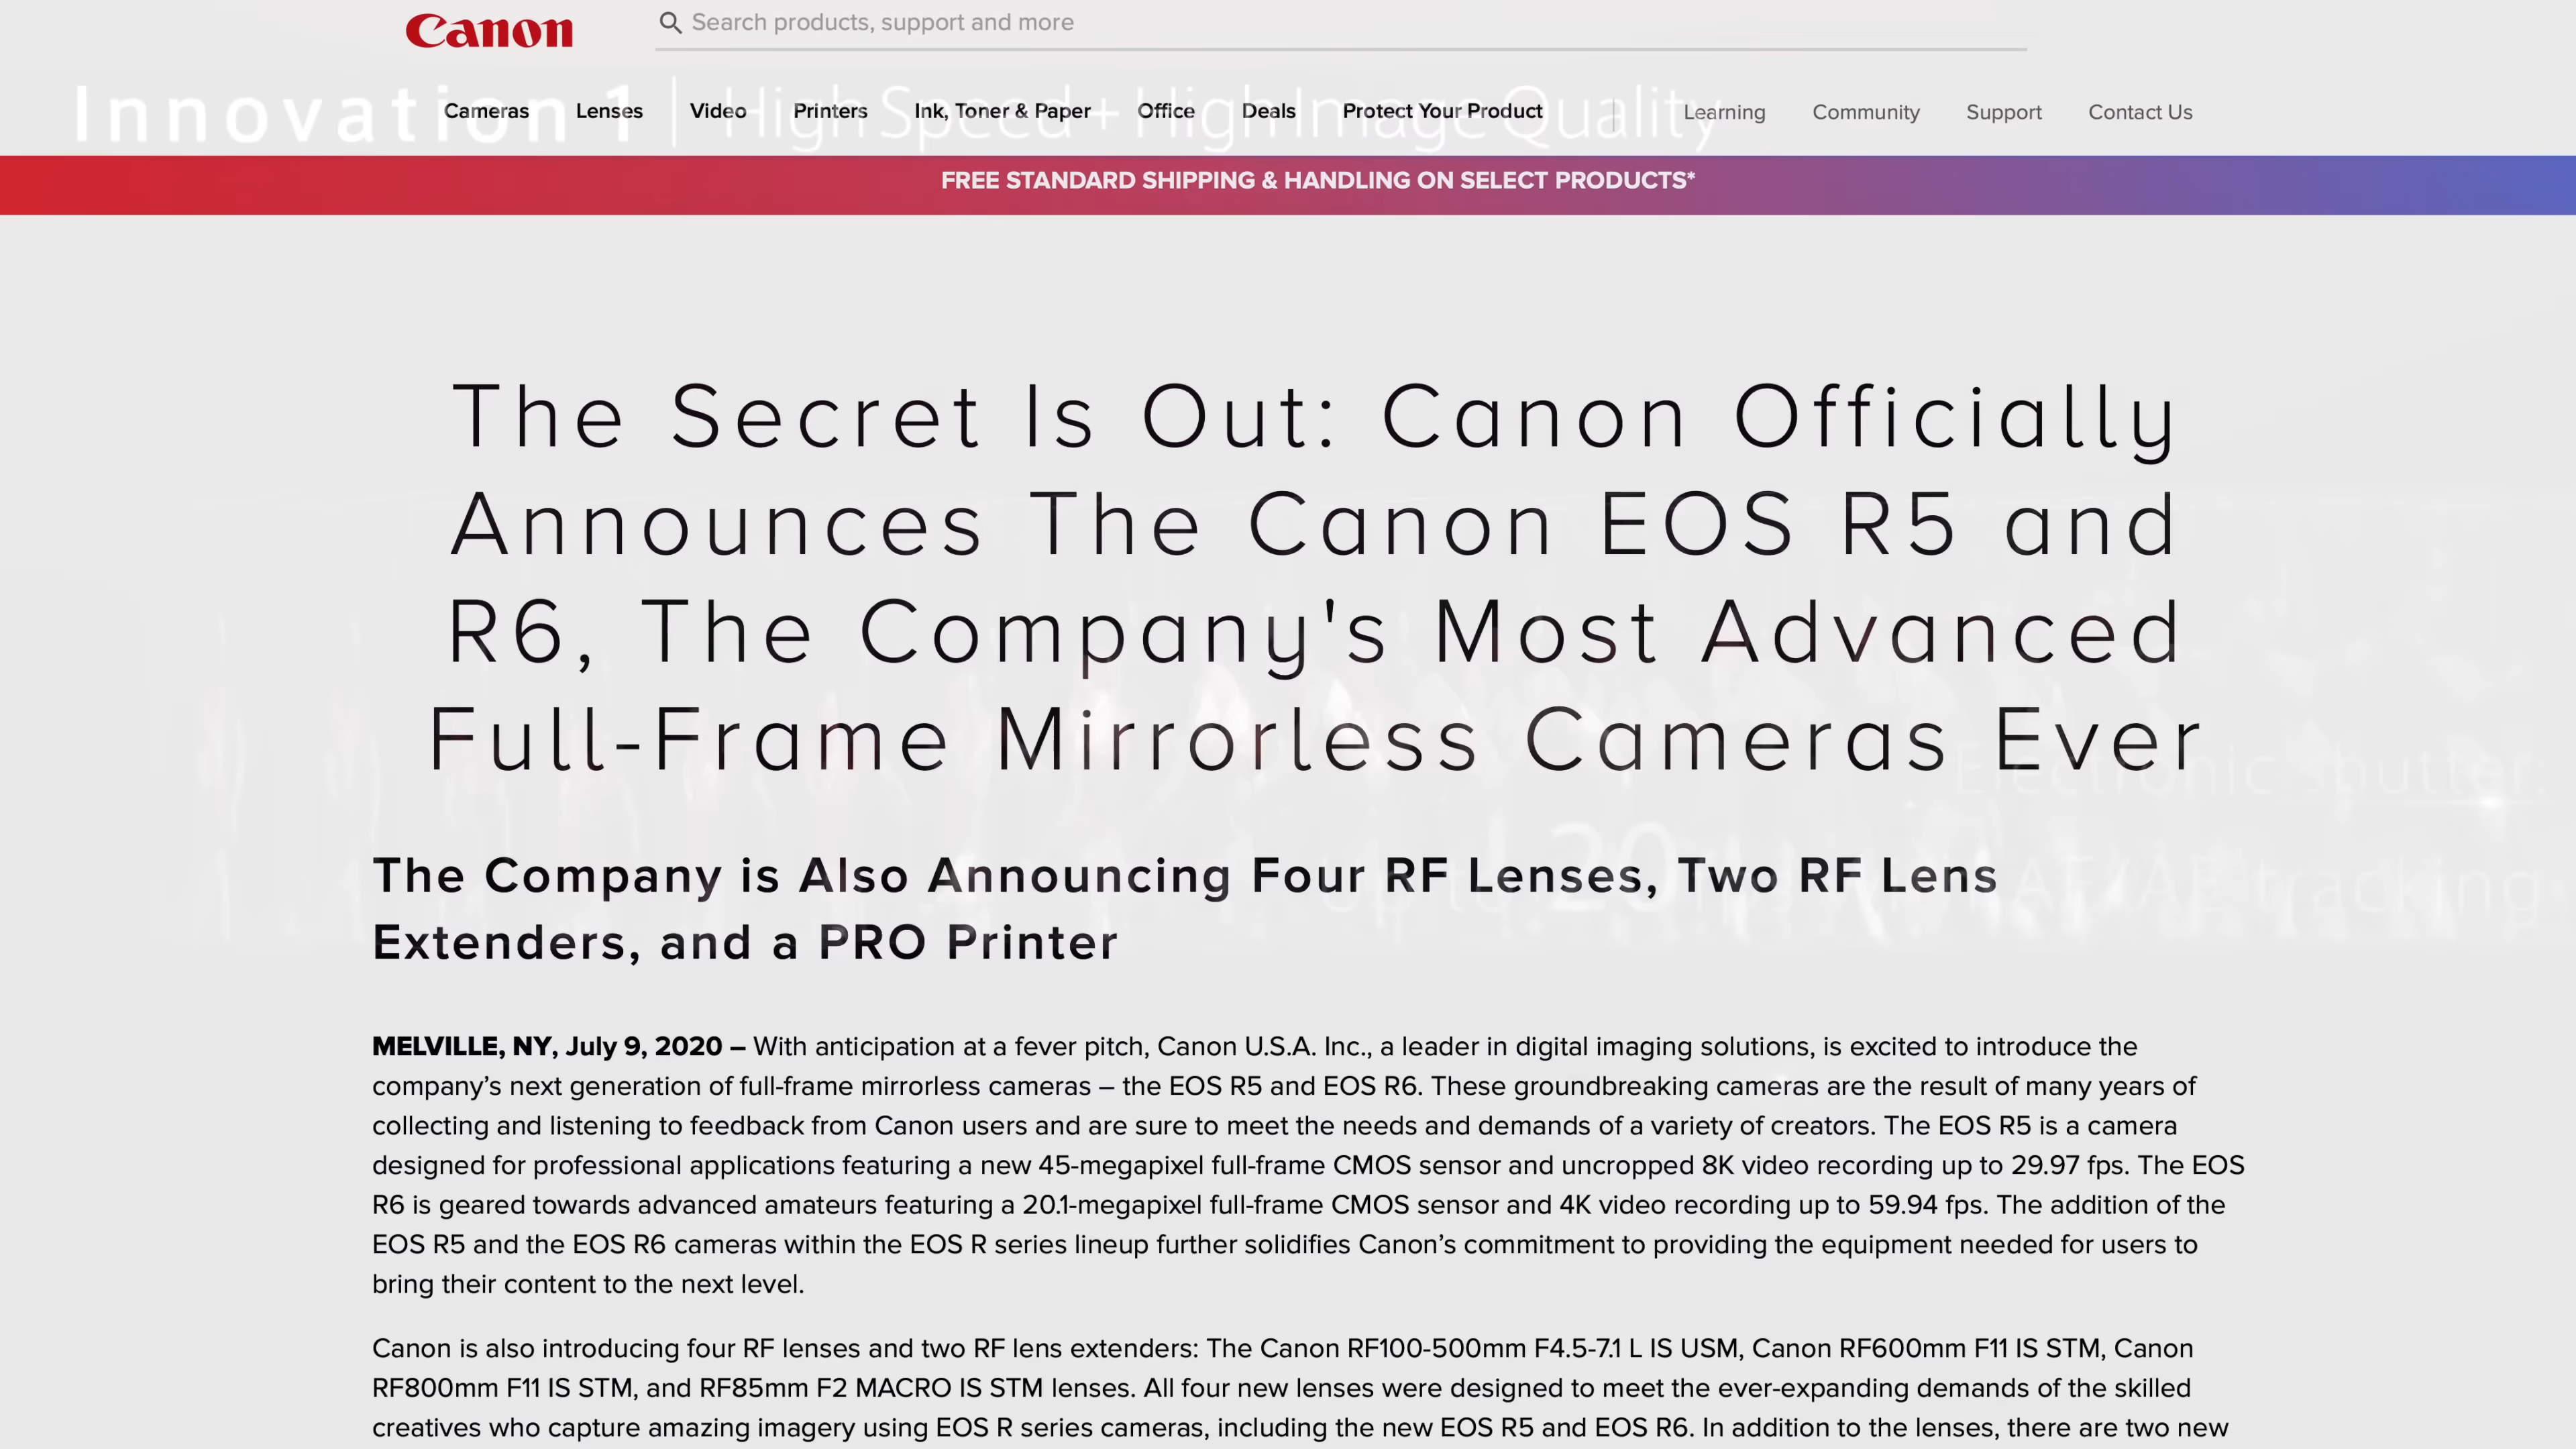 Canon
Search products, support and more
Innovation 1 | High Speed + High Image Quality
Cameras Lenses Video Printers Ink, Toner & Paper Office Deals Protect Your Product Learning Community Support Contact Us
FREE STANDARD SHIPPING & HANDLING ON SELECT PRODUCTS*
The Secret Is Out: Canon Officially
Announces The Canon EOS R5 and
R6, The Company's Most Advanced
Full-Frame Mirrorless Cameras Ever
Electronic shutter:
The Company is Also Announcing Four RF Lenses, Two RF Lens
Up to 20 AF/AE tracking
Extenders, and a PRO Printer
MELVILLE, NY, July 9, 2020 – With anticipation at a fever pitch, Canon U.S.A. Inc., a leader in digital imaging solutions, is excited to introduce the
company’s next generation of full-frame mirrorless cameras – the EOS R5 and EOS R6. These groundbreaking cameras are the result of many years of
collecting and listening to feedback from Canon users and are sure to meet the needs and demands of a variety of creators. The EOS R5 is a camera
designed for professional applications featuring a new 45-megapixel full-frame CMOS sensor and uncropped 8K video recording up to 29.97 fps. The EOS
R6 is geared towards advanced amateurs featuring a 20.1-megapixel full-frame CMOS sensor and 4K video recording up to 59.94 fps. The addition of the
EOS R5 and the EOS R6 cameras within the EOS R series lineup further solidifies Canon’s commitment to providing the equipment needed for users to
bring their content to the next level.
Canon is also introducing four RF lenses and two RF lens extenders: The Canon RF100-500mm F4.5-7.1 L IS USM, Canon RF600mm F11 IS STM, Canon
RF800mm F11 IS STM, and RF85mm F2 MACRO IS STM lenses. All four new lenses were designed to meet the ever-expanding demands of the skilled
creatives who capture amazing imagery using EOS R series cameras, including the new EOS R5 and EOS R6. In addition to the lenses, there are two new